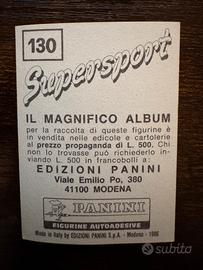 130
Supersport
IL MAGNIFICO ALBUM
per la raccolta di queste figurine è
in vendita nelle edicole e cartolerie
al prezzo propaganda di L. 500. Chi
non lo trovasse può richiederlo in-
viando L. 500 in francobolli a:
EDIZIONI PANINI
Viale Emilio Po, 380
41100 MODENA
PANINI
FIGURINE AUTOADESIVE
Made in Italy by EDIZIONI PANINI S.p.A. - Modena - 1986
subito